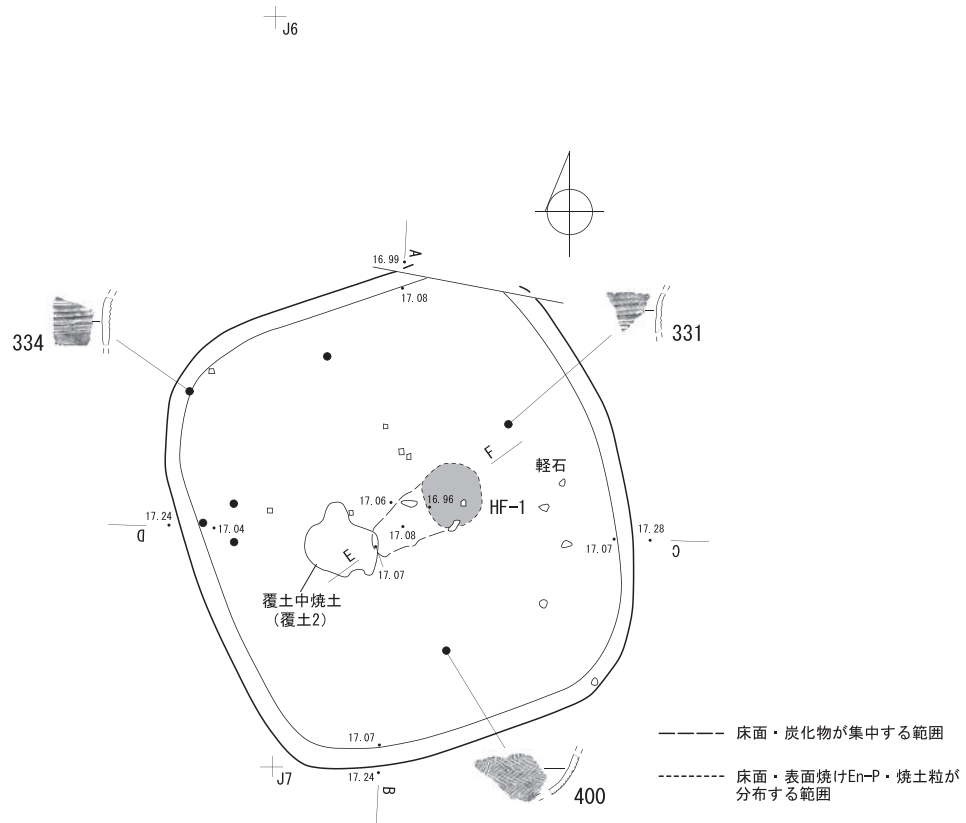 J6
A
16.99
17.08
334
331
F
軽石
17.06
16.96
HF-1
17.24
D
17.04
17.08
17.28
C
17.07
E
17.07
覆土中焼土
(覆土2)
17.07
J7
17.24
B
400
床面・炭化物が集中する範囲
床面・表面焼けEn-P・焼土粒が
分布する範囲